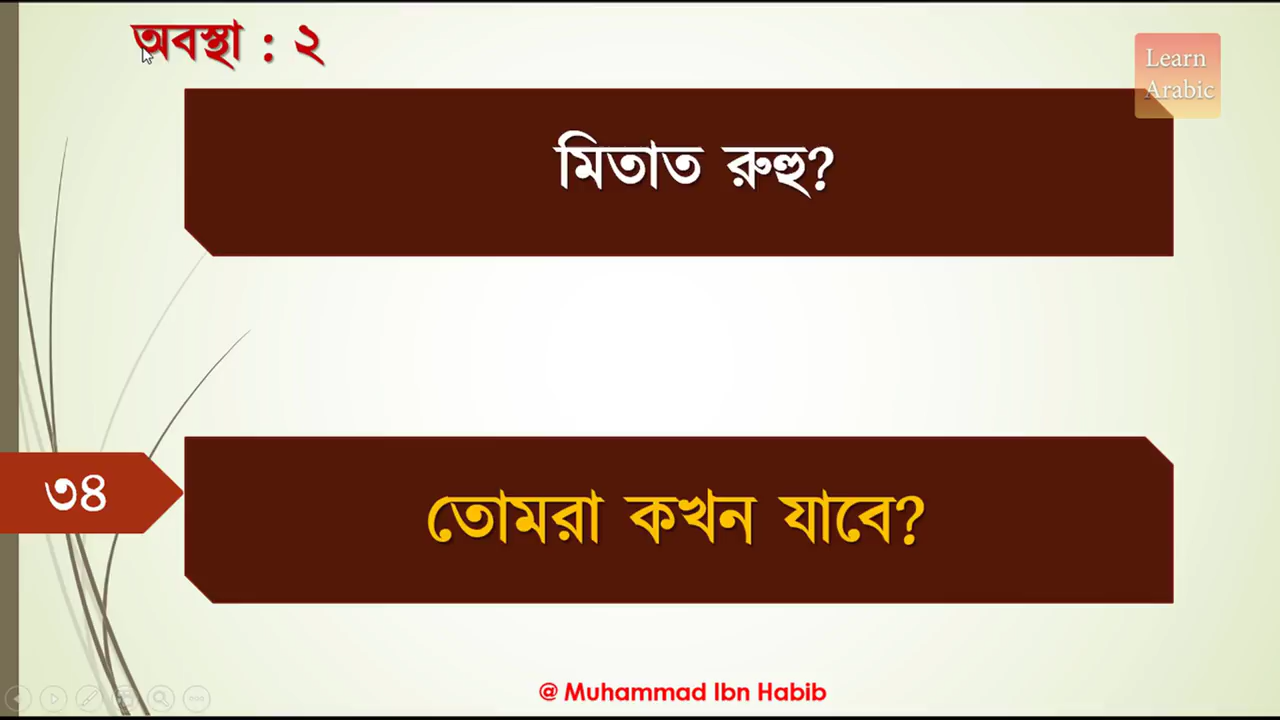 অবস্থা : ২
Learn
Arabic
মিতাত রুহু?
৩৪
তোমরা কখন যাবে?
@ Muhammad Ibn Habib